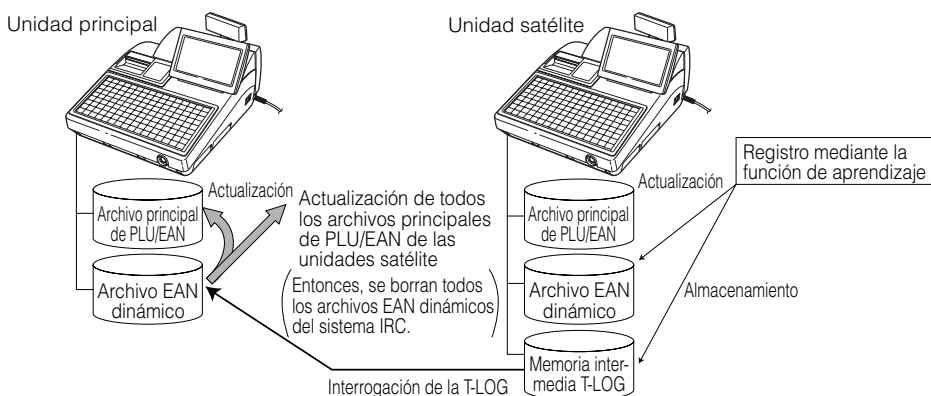 Unidad principal
Unidad satélite
Registro mediante la
función de aprendizaje
Actualización
Actualización de todos
los archivos principales
de PLU/EAN de las
unidades satélite
(Entonces, se borran todos
los archivos EAN dinámicos
del sistema IRC.)
Actualización
Archivo principal
de PLU/EAN
Archivo principal
de PLU/EAN
Archivo EAN
dinámico
Archivo EAN
dinámico
Almacenamiento
Memoria inter-
media T-LOG
Interrogación de la T-LOG